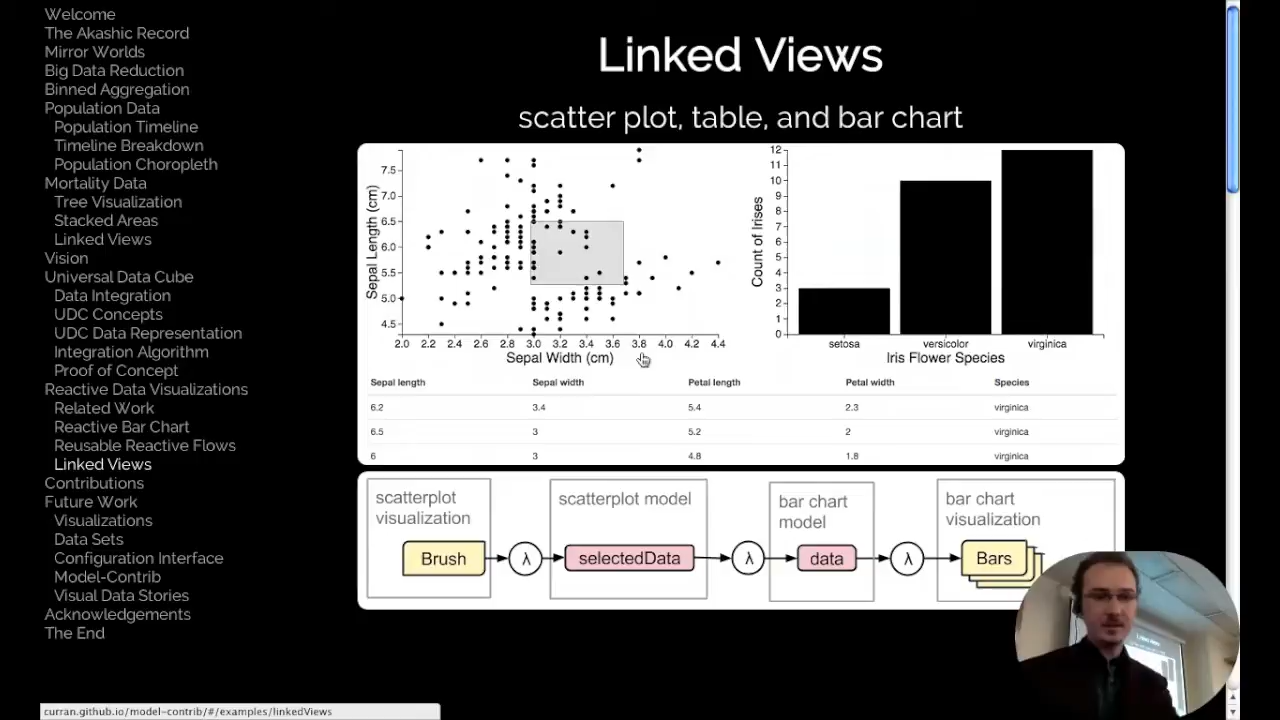 Welcome
The Akashic Record
Mirror Worlds
Big Data Reduction
Binned Aggregation
Population Data
Population Timeline
Timeline Breakdown
Population Choropleth
Mortality Data
Tree Visualization
Stacked Areas
Linked Views
Vision
Universal Data Cube
Data Integration
UDC Concepts
UDC Data Representation
Integration Algorithm
Proof of Concept
Reactive Data Visualizations
Related Work
Reactive Bar Chart
Reusable Reactive Flows
Linked Views
Contributions
Future Work
Visualizations
Data Sets
Configuration Interface
Model-Contrib
Visual Data Stories
Acknowledgements
The End
Linked Views
scatter plot, table, and bar chart
Sepal Length (cm)
7.5
7.0
6.5
6.0
5.5
5.0
4.5
2.0 2.2 2.4 2.6 2.8 3.0 3.2 3.4 3.6 3.8 4.0 4.2 4.4
Sepal Width (cm)
Count of Irises
12
11
10
9
8
7
6
5
4
3
2
1
0
setosa versicolor virginica
Iris Flower Species
Sepal length Sepal width Petal length Petal width Species
6.2 3.4 5.4 2.3 virginica
6.5 3 5.2 2 virginica
6 3 4.8 1.8 virginica
scatterplot
visualization
Brush
λ
scatterplot model
selectedData
λ
bar chart
model
data
λ
bar chart
visualization
Bars
curran.github.io/model-contrib/#/examples/linkedViews